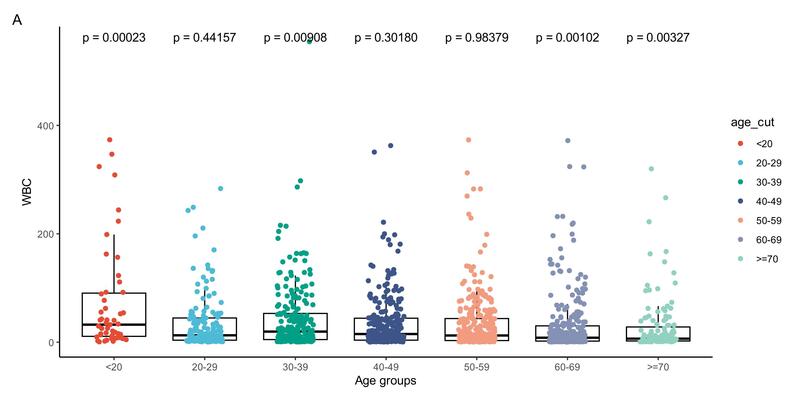 A
p = 0.00023 p = 0.44157 p = 0.00908 p = 0.30180 p = 0.98379 p = 0.00102 p = 0.00327
400
200
0
WBC
<20 20-29 30-39 40-49 50-59 60-69 >=70
Age groups
age_cut
<20
20-29
30-39
40-49
50-59
60-69
>=70